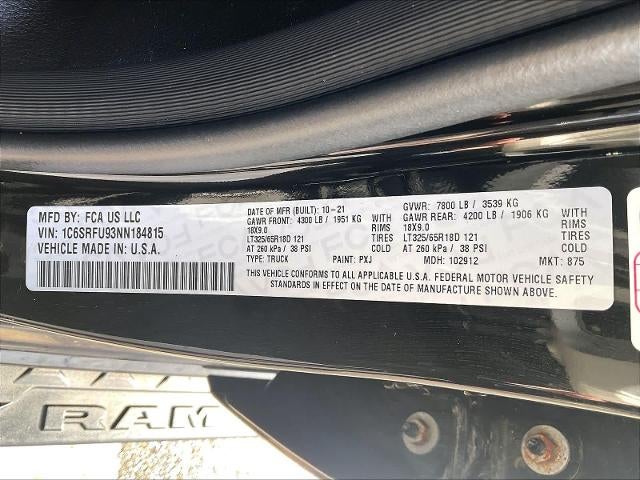 MFD BY: FCA US LLC
VIN: 1C6SRFU93NN184815
VEHICLE MADE IN U.S.A.
DATE OF MFR (BUILT): 10-21 GVWR: 7800 LB / 3539 KG
GAWR FRONT: 4300 LB / 1951 KG WITH GAWR REAR: 4200 LB / 1906 KG WITH
18X9.0 RIMS 18X9.0 RIMS
LT325/65R18D 121 TIRES LT325/65R18D 121 TIRES
AT 260 kPa / 38 PSI COLD AT 260 kPa / 38 PSI COLD
TYPE: TRUCK PAINT: PXJ MDH: 102912 MKT: 875
THIS VEHICLE CONFORMS TO ALL APPLICABLE U.S.A. FEDERAL MOTOR VEHICLE SAFETY
STANDARDS IN EFFECT ON THE DATE OF MANUFACTURE SHOWN ABOVE.
RAM